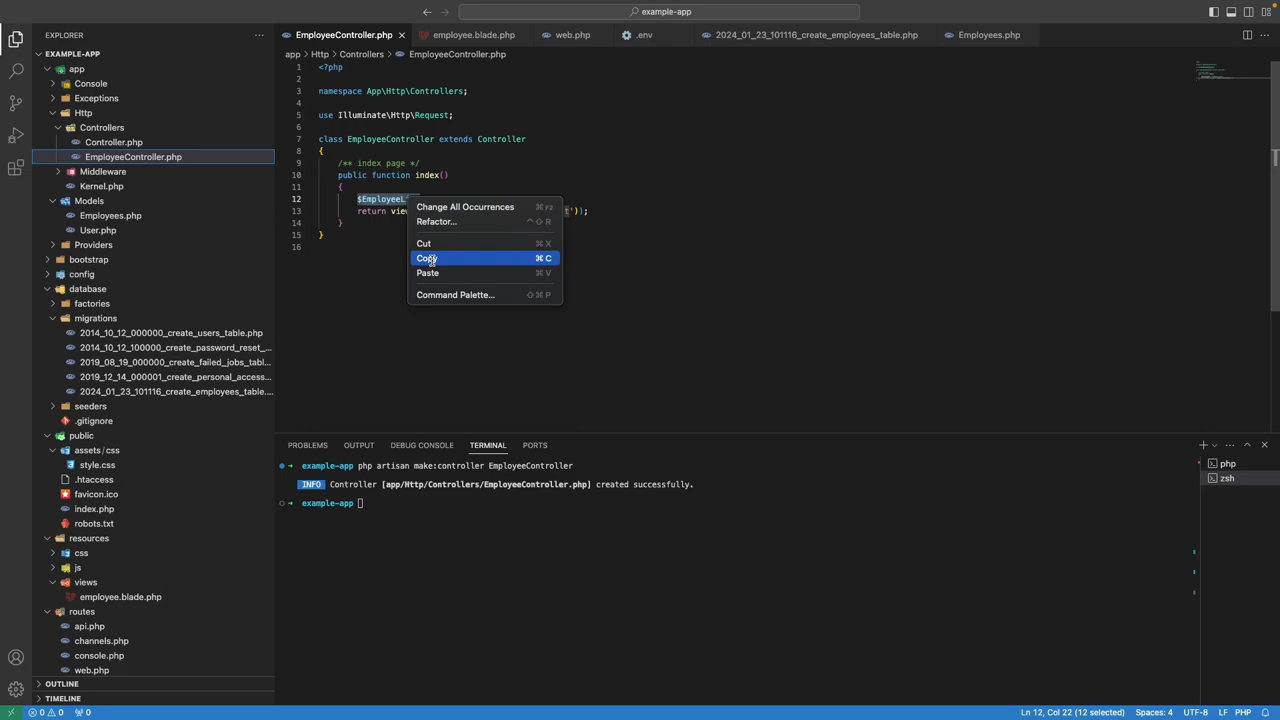 example-app
EXPLORER
EmployeeController.php
employee.blade.php
web.php
.env
2024_01_23_101116_create_employees_table.php
Employees.php
EXAMPLE-APP
app
Console
Exceptions
Http
Controllers
Controller.php
EmployeeController.php
Middleware
Kernel.php
Models
Employees.php
User.php
Providers
bootstrap
config
database
factories
migrations
2014_10_12_000000_create_users_table.php
2014_10_12_100000_create_password_reset_...
2019_08_19_000000_create_failed_jobs_tabl...
2019_12_14_000001_create_personal_access...
2024_01_23_101116_create_employees_table....
seeders
.gitignore
public
assets/css
style.css
.htaccess
favicon.ico
index.php
robots.txt
resources
css
js
views
employee.blade.php
routes
api.php
channels.php
console.php
web.php
OUTLINE
TIMELINE
app > Http > Controllers > EmployeeController.php
1 <?php
2
3 namespace App\Http\Controllers;
4
5 use Illuminate\Http\Request;
6
7 class EmployeeController extends Controller
8 {
9 /** index page */
10 public function index()
11 {
12 $EmployeeL
13 return view '));
14 }
15 }
16
Change All Occurrences ⌘F2
Refactor... ⌃⇧R
Cut ⌘X
Copy ⌘C
Paste ⌘V
Command Palette... ⇧⌘P
PROBLEMS OUTPUT DEBUG CONSOLE TERMINAL PORTS
example-app php artisan make:controller EmployeeController
INFO Controller [app/Http/Controllers/EmployeeController.php] created successfully.
example-app
php
zsh
0 0 0
Ln 12, Col 22 (12 selected) Spaces: 4 UTF-8 LF PHP